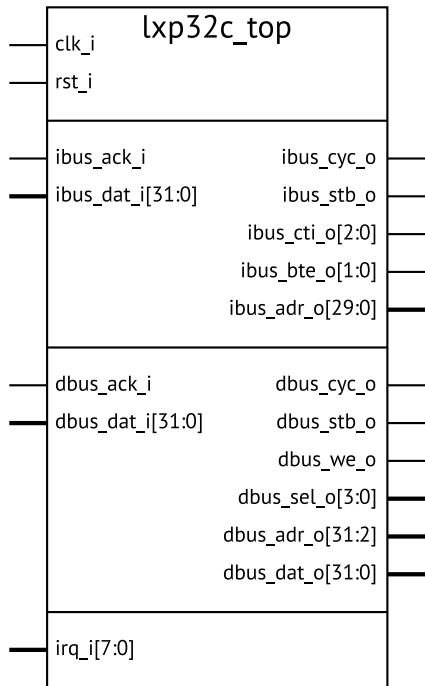 lxp32c_top
clk_i
rst_i
ibus_ack_i
ibus_cyc_o
ibus_dat_i[31:0]
ibus_stb_o
ibus_cti_o[2:0]
ibus_bte_o[1:0]
ibus_adr_o[29:0]
dbus_ack_i
dbus_cyc_o
dbus_dat_i[31:0]
dbus_stb_o
dbus_we_o
dbus_sel_o[3:0]
dbus_adr_o[31:2]
dbus_dat_o[31:0]
irq_i[7:0]